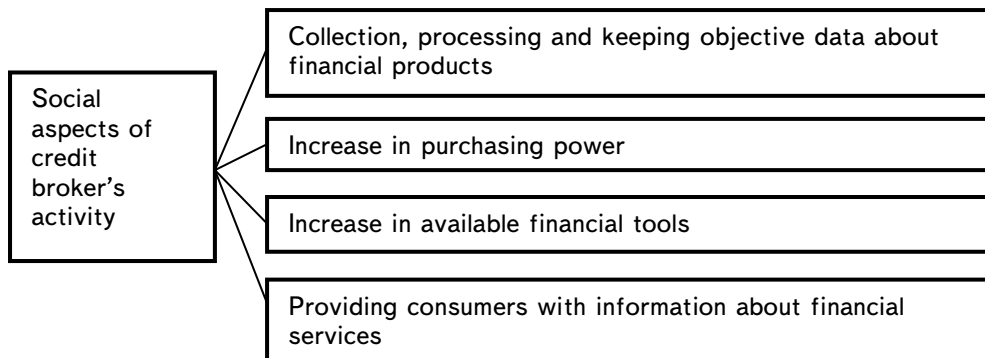 Social
aspects of
credit
broker's
activity
Collection, processing and keeping objective data about
financial products
Increase in purchasing power
Increase in available financial tools
Providing consumers with information about financial
services